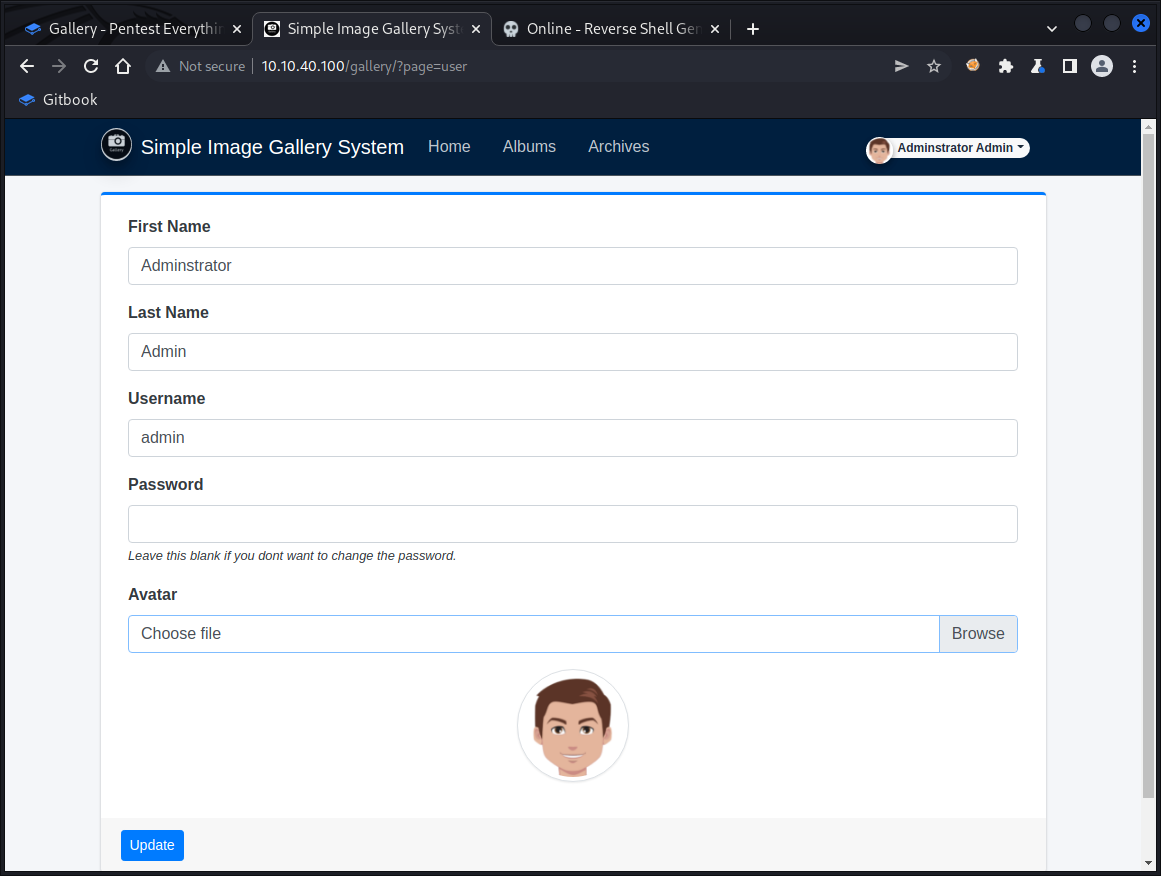 Gallery - Pentest Everythin
Simple Image Gallery Syst
Online - Reverse Shell Gen
Not secure 10.10.40.100/gallery/?page=user
Gitbook
Simple Image Gallery System Home Albums Archives Adminstrator Admin
First Name
Adminstrator
Last Name
Admin
Username
admin
Password
Leave this blank if you dont want to change the password.
Avatar
Choose file Browse
Update